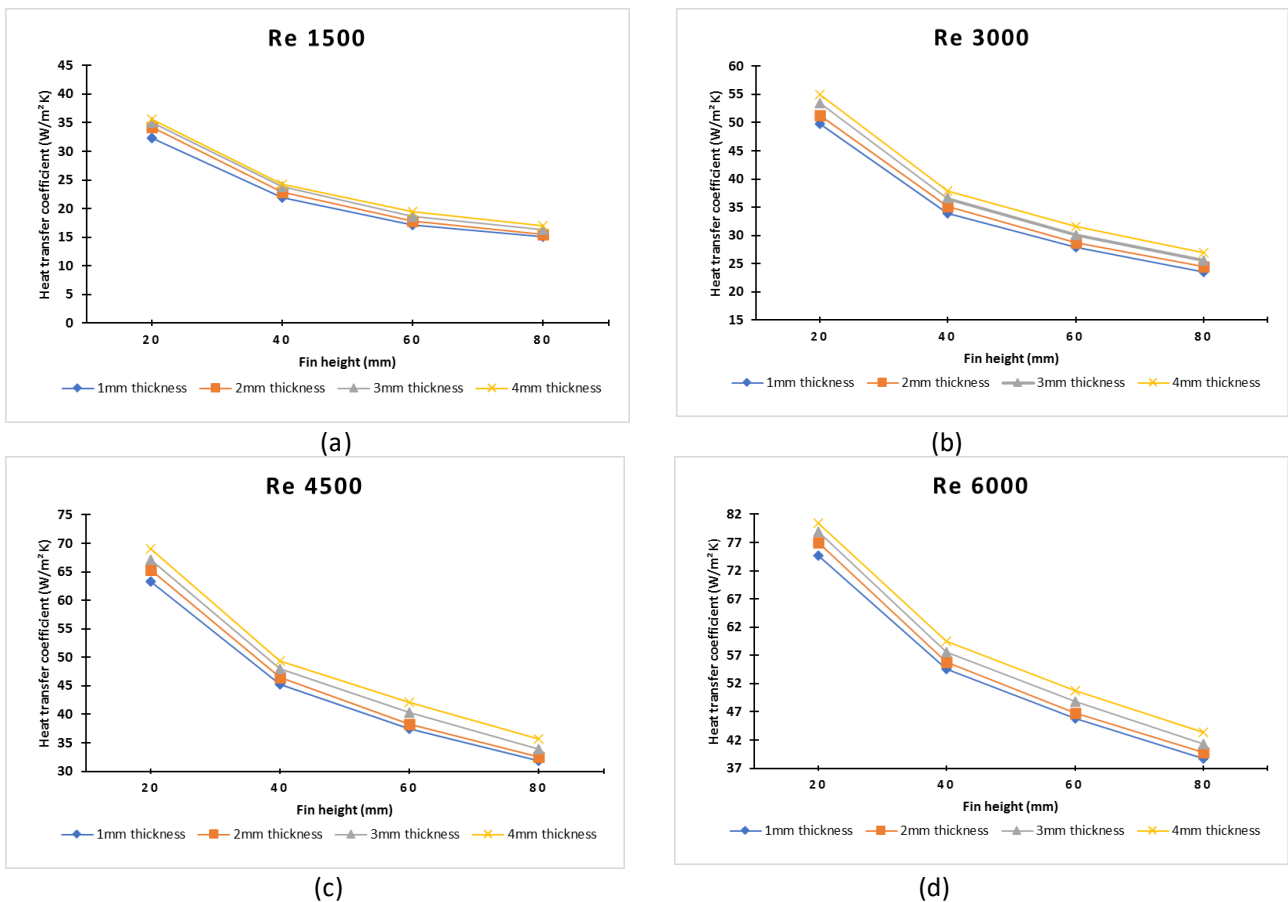 Re 1500
Heat transfer coefficient (W/m²K)
45
40
35
30
25
20
15
10
5
0
20 40 60 80
Fin height (mm)
1mm thickness 2mm thickness 3mm thickness 4mm thickness
(a)
Re 3000
Heat transfer coefficient (W/m²K)
60
55
50
45
40
35
30
25
20
15
20 40 60 80
Fin height (mm)
1mm thickness 2mm thickness 3mm thickness 4mm thickness
(b)
Re 4500
Heat transfer coefficient (W/m²K)
75
70
65
60
55
50
45
40
35
30
20 40 60 80
Fin height (mm)
1mm thickness 2mm thickness 3mm thickness 4mm thickness
(c)
Re 6000
Heat transfer coefficient (W/m²K)
82
77
72
67
62
57
52
47
42
37
20 40 60 80
Fin height (mm)
1mm thickness 2mm thickness 3mm thickness 4mm thickness
(d)